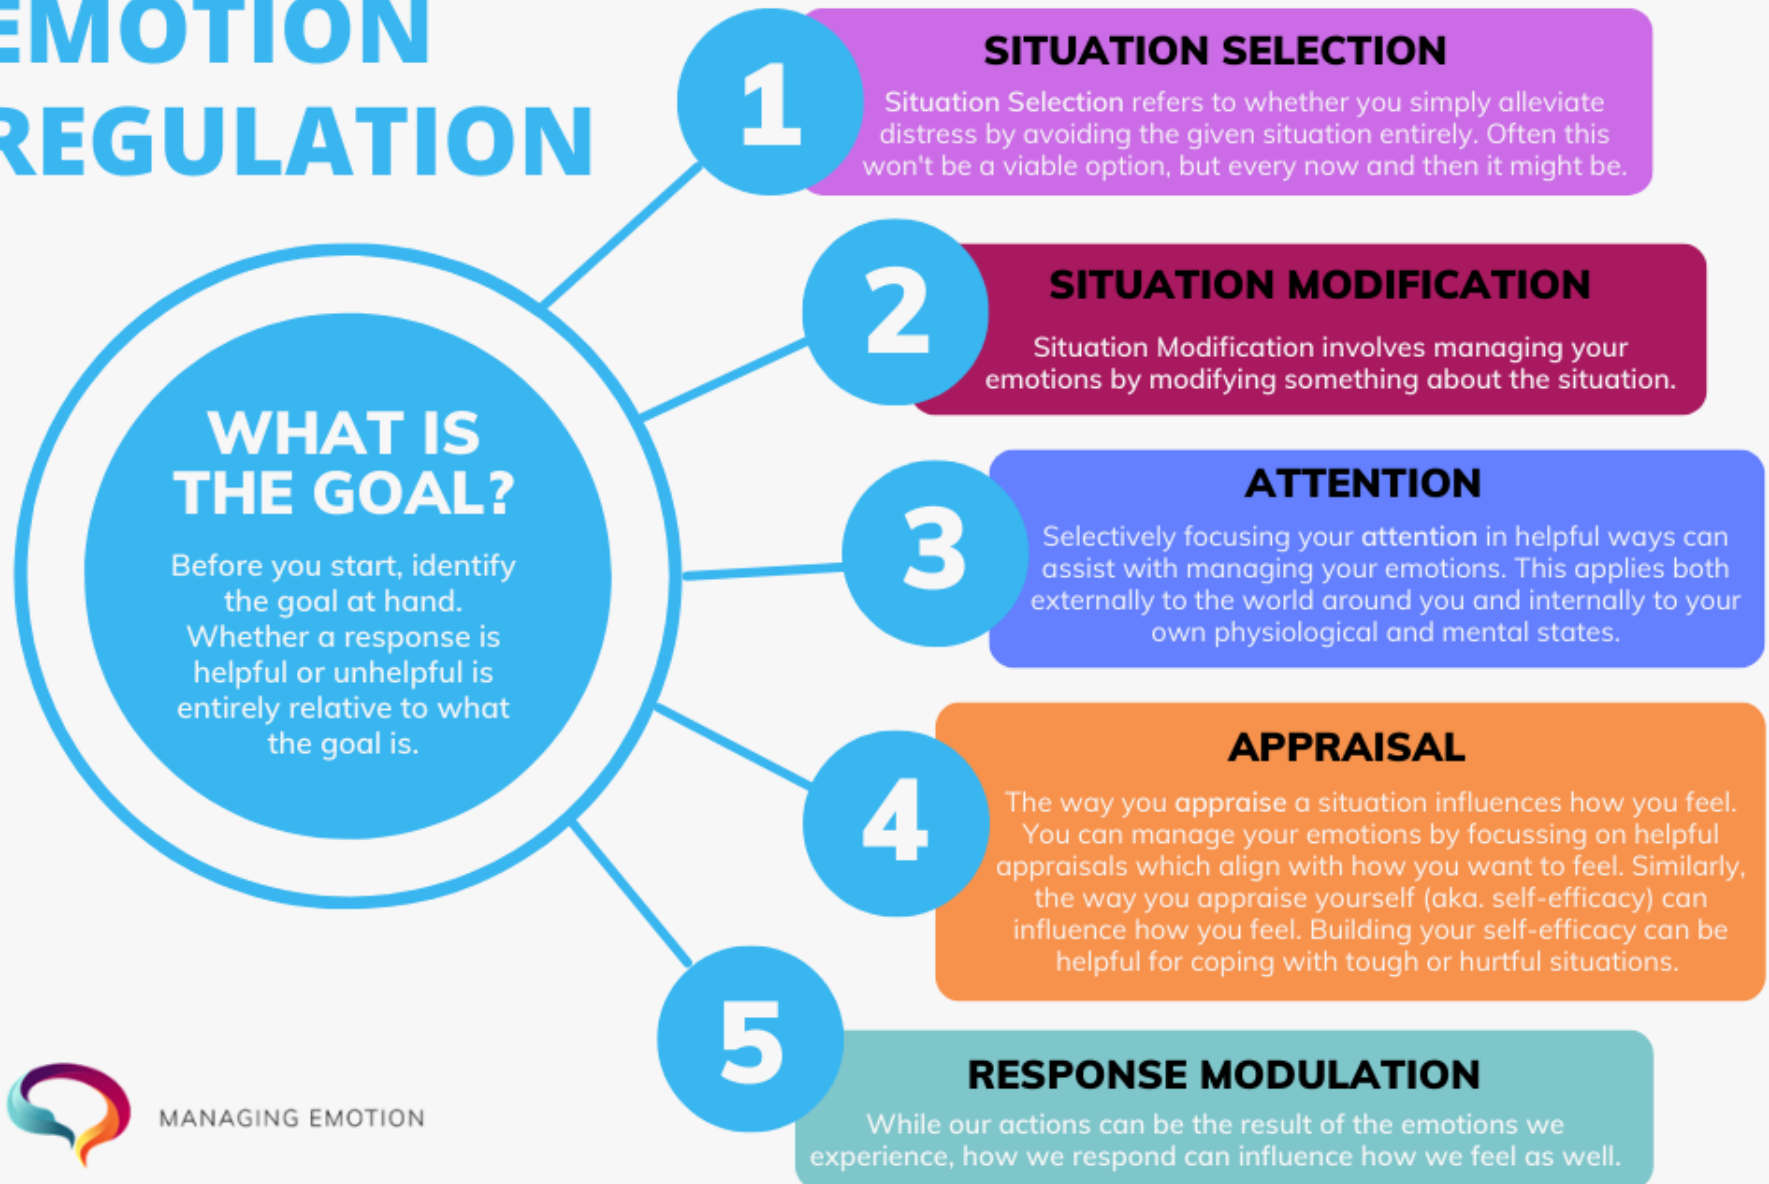 EMOTION
REGULATION
WHAT IS
THE GOAL?
Before you start, identify
the goal at hand.
Whether a response is
helpful or unhelpful is
entirely relative to what
the goal is.
1
SITUATION SELECTION
Situation Selection refers to whether you simply alleviate
distress by avoiding the given situation entirely. Often this
won't be a viable option, but every now and then it might be.
2
SITUATION MODIFICATION
Situation Modification involves managing your
emotions by modifying something about the situation.
3
ATTENTION
Selectively focusing your attention in helpful ways can
assist with managing your emotions. This applies both
externally to the world around you and internally to your
own physiological and mental states.
4
APPRAISAL
The way you appraise a situation influences how you feel.
You can manage your emotions by focussing on helpful
appraisals which align with how you want to feel. Similarly,
the way you appraise yourself (aka. self-efficacy) can
influence how you feel. Building your self-efficacy can be
helpful for coping with tough or hurtful situations.
5
RESPONSE MODULATION
While our actions can be the result of the emotions we
experience, how we respond can influence how we feel as well.
MANAGING EMOTION